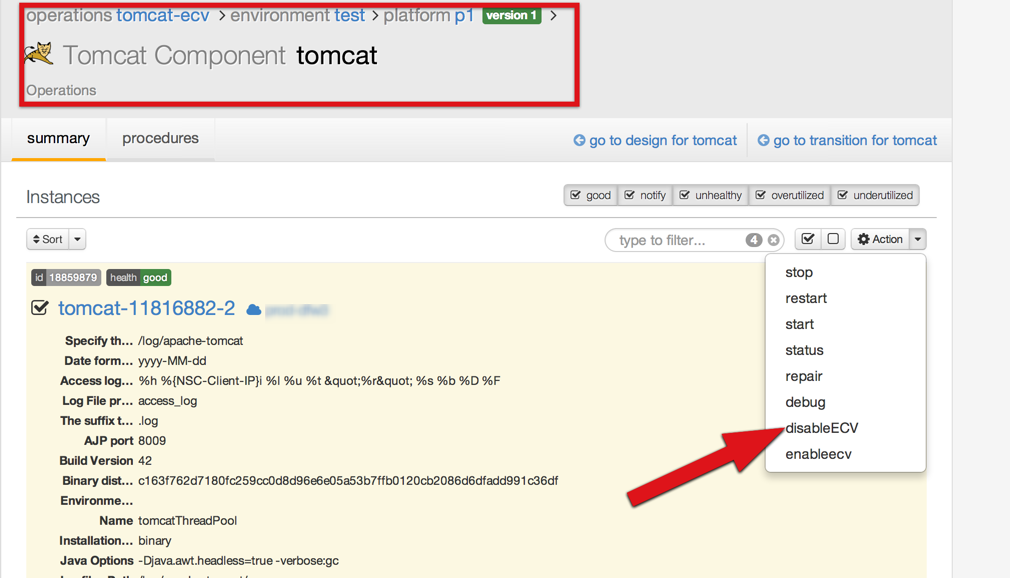 operations tomcat-ecv > environment test > platform p1 version 1 >
Tomcat Component tomcat
Operations
summary procedures go to design for tomcat go to transition for tomcat
Instances good notify unhealthy overutilized underutilized
Sort type to filter... 4 Action
id 18859879 health good
stop
tomcat-11816882-2
restart
start
Specify th... /log/apache-tomcat
status
Date form... yyyy-MM-dd
repair
Access log... %h %{NSC-Client-IP}i %l %u %t &quot;%r&quot; %s %b %D %F
Log File pr... access_log
debug
The suffix t... .log
disableECV
AJP port 8009
enableecv
Build Version 42
Binary dist... c163f762d7180fc259cc0d8d96e6e05a53b7ffb0120cb2086d6dfadd991c36df
Environme...
Name tomcatThreadPool
Installation... binary
Java Options -Djava.awt.headless=true -verbose:gc